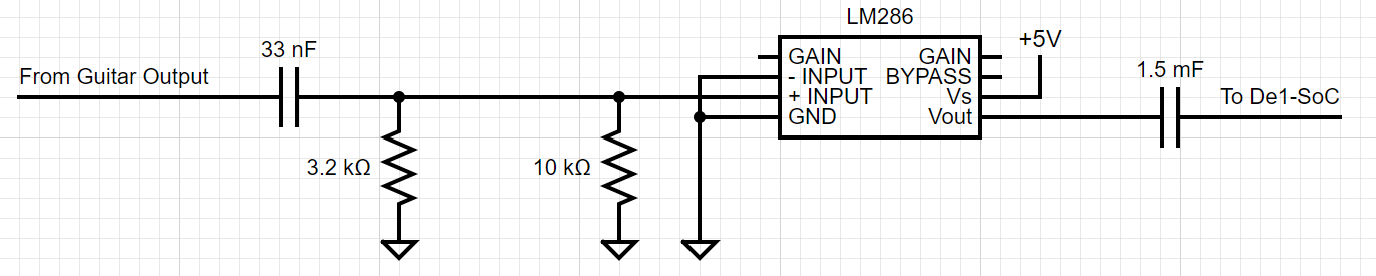 LM286
+5V
33 nF
1.5 mF
From Guitar Output
GAIN GAIN
- INPUT BYPASS
+ INPUT Vs
GND Vout
To De1-SoC
3.2 kΩ
10 kΩ